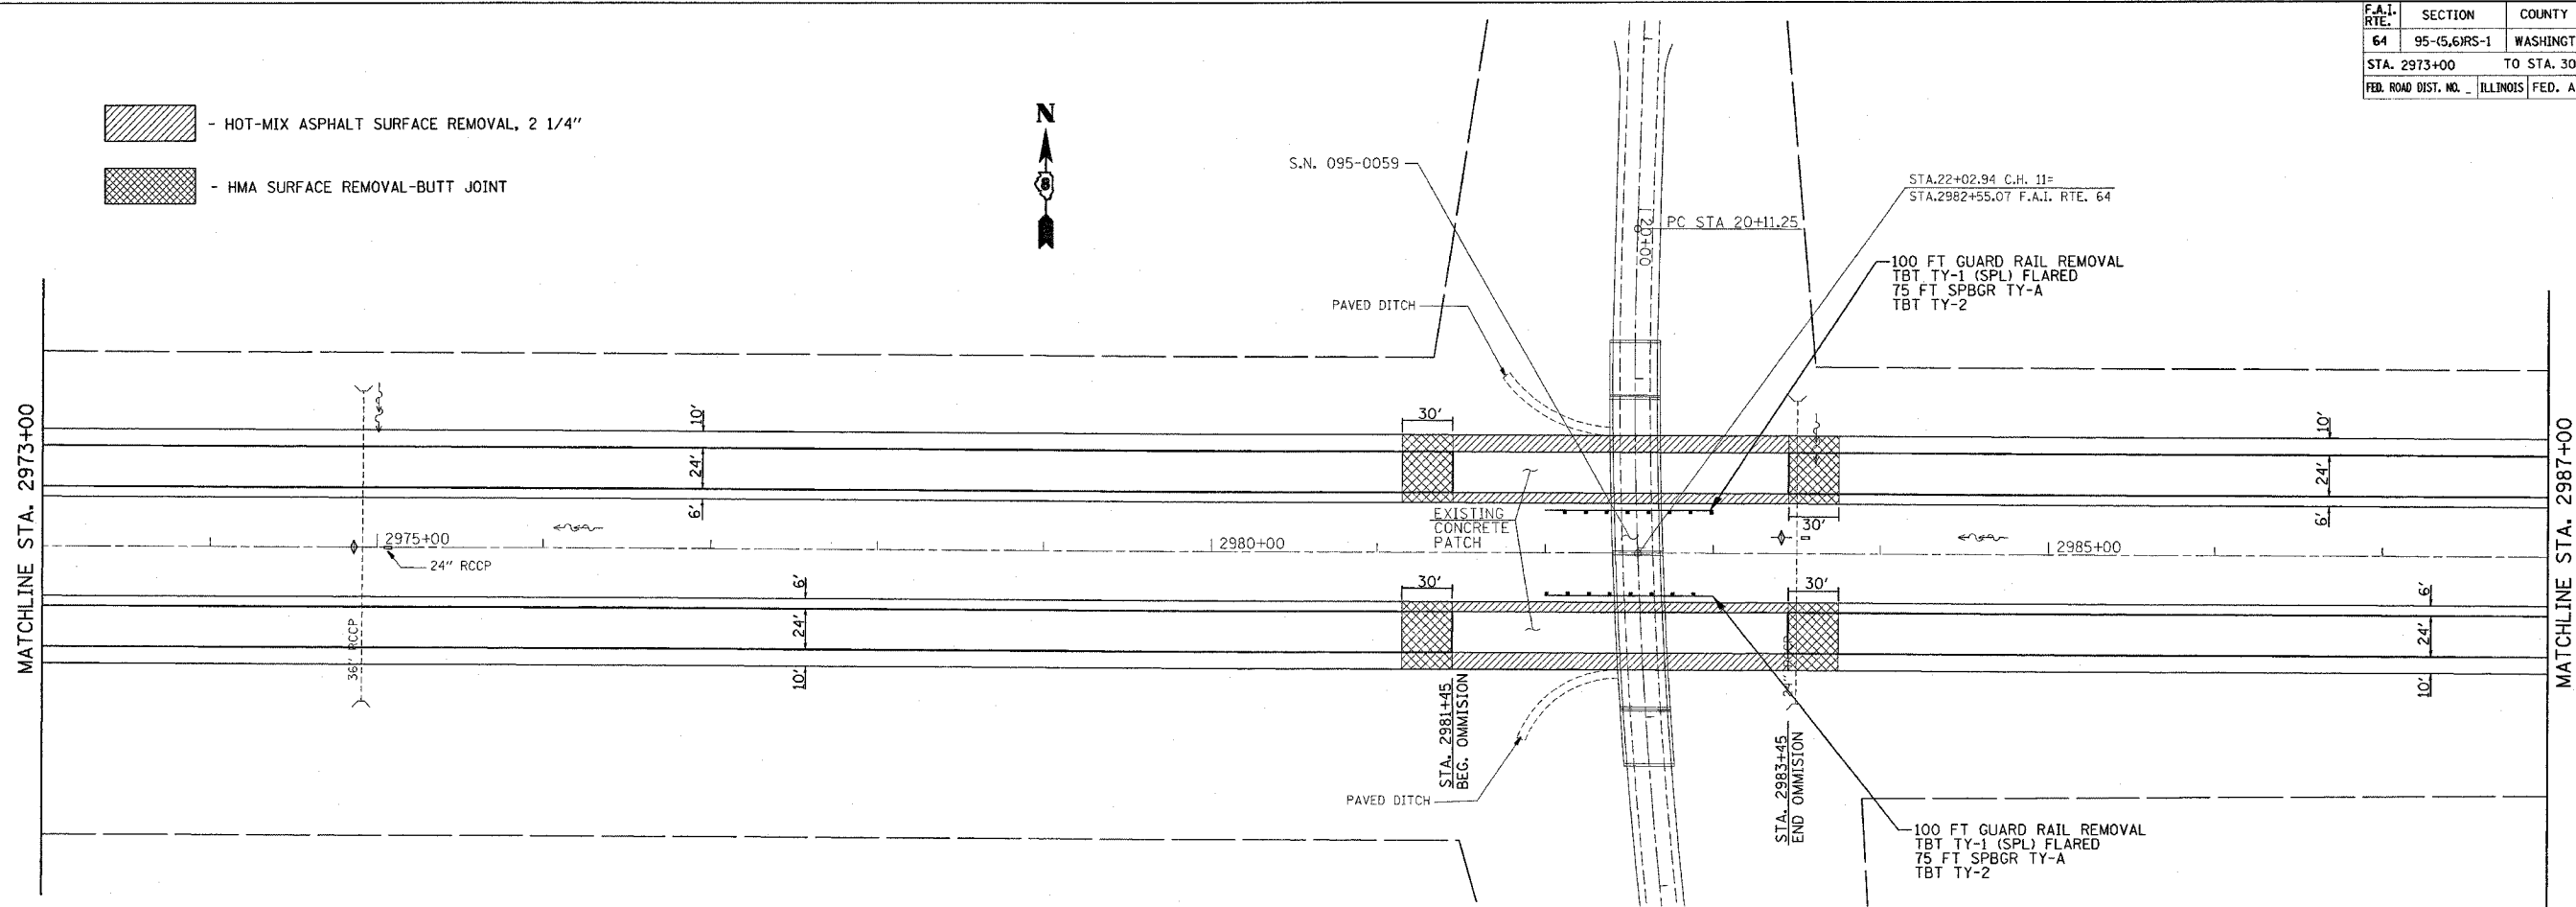 F.A.I. RTE. SECTION COUNTY
64 95-(5,6)RS-1 WASHINGT
STA. 2973+00 TO STA. 30
FED. ROAD DIST. NO. _ ILLINOIS FED. A
- HOT-MIX ASPHALT SURFACE REMOVAL, 2 1/4"
- HMA SURFACE REMOVAL-BUTT JOINT
N
8
S.N. 095-0059
STA.22+02.94 C.H. 11=
STA.2982+55.07 F.A.I. RTE. 64
PC STA 20+11.25
20+00
100 FT GUARD RAIL REMOVAL
TBT TY-1 (SPL) FLARED
75 FT SPBGR TY-A
TBT TY-2
PAVED DITCH
MATCHLINE STA. 2973+00
MATCHLINE STA. 2987+00
10'
24'
6'
30'
30'
10'
24'
6'
EXISTING
CONCRETE
PATCH
2975+00
2980+00
2985+00
24" RCCP
36" RCCP
6'
24'
10'
30'
30'
6'
24'
10'
STA. 2981+45
BEG. OMMISION
STA. 2983+45
END OMMISION
PAVED DITCH
100 FT GUARD RAIL REMOVAL
TBT TY-1 (SPL) FLARED
75 FT SPBGR TY-A
TBT TY-2